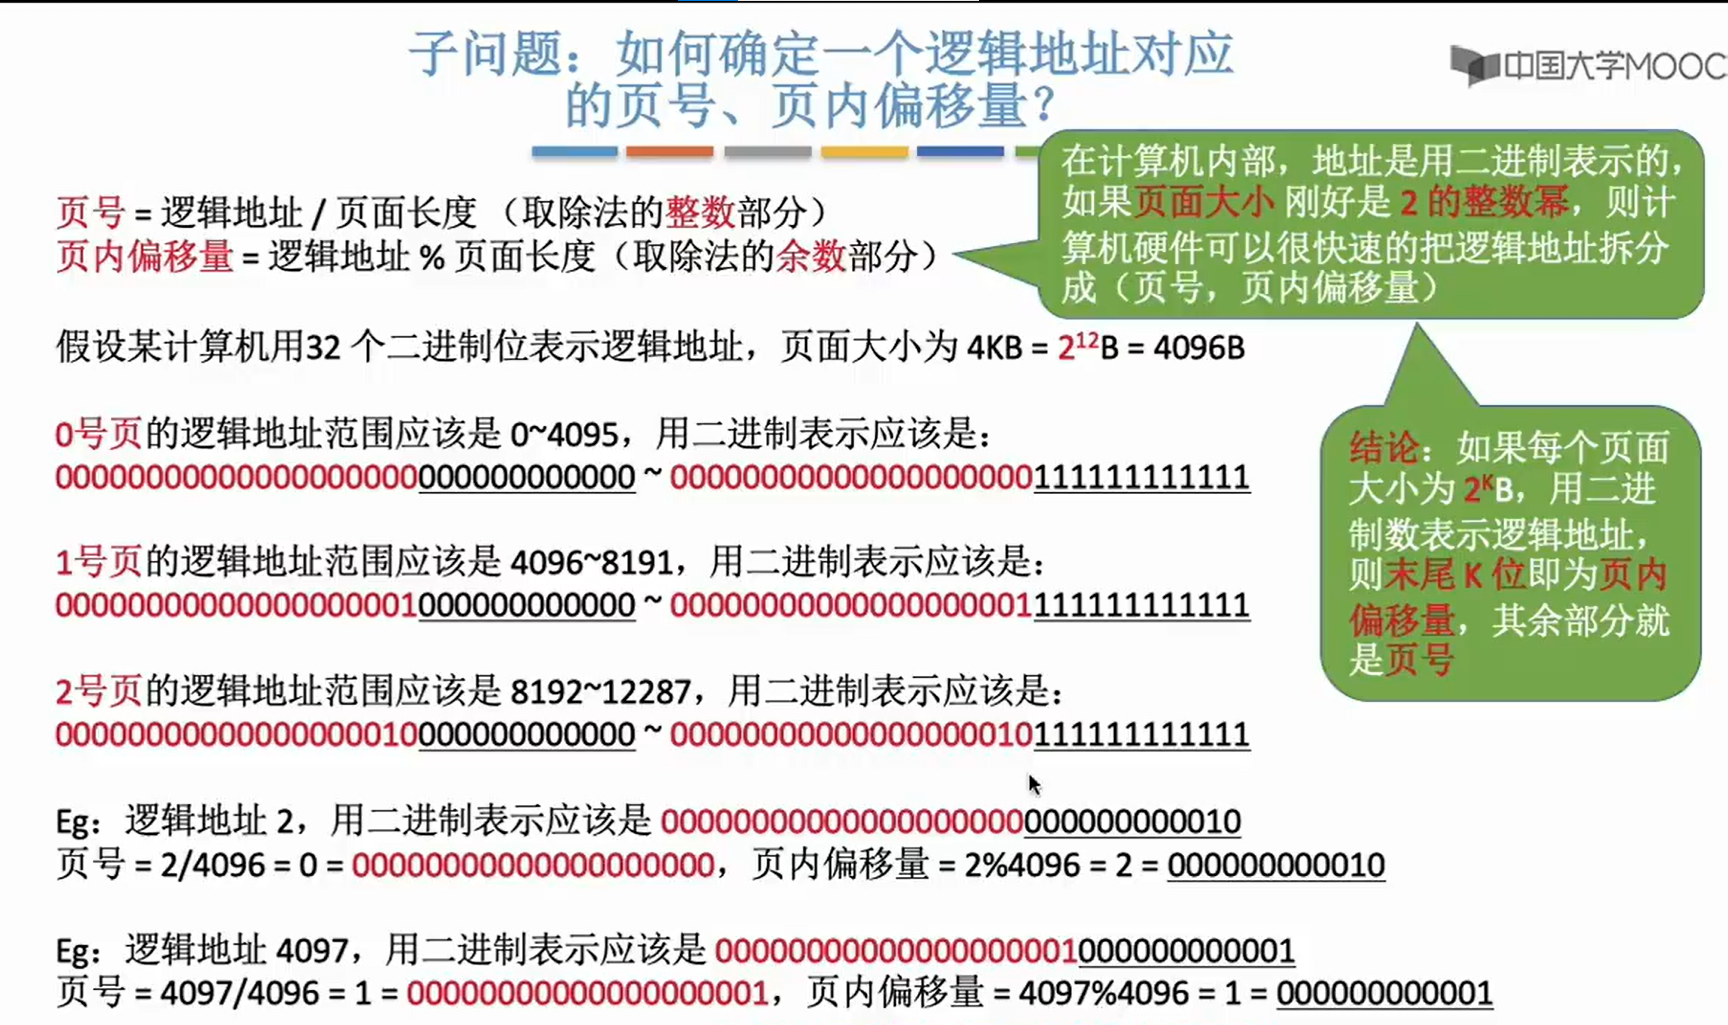 子问题：如何确定一个逻辑地址对应
的页号、页内偏移量？
中国大学MOOC
页号 = 逻辑地址 / 页面长度 （取除法的整数部分）
页内偏移量 = 逻辑地址 % 页面长度（取除法的余数部分）
在计算机内部，地址是用二进制表示的，
如果页面大小 刚好是 2 的整数幂，则计
算机硬件可以很快速的把逻辑地址拆分
成（页号，页内偏移量）
假设某计算机用32 个二进制位表示逻辑地址，页面大小为 4KB = 2¹²B = 4096B
0号页的逻辑地址范围应该是 0~4095，用二进制表示应该是：
00000000000000000000000000000000 ~ 00000000000000000000111111111111
1号页的逻辑地址范围应该是 4096~8191，用二进制表示应该是：
00000000000000000001000000000000 ~ 00000000000000000001111111111111
2号页的逻辑地址范围应该是 8192~12287，用二进制表示应该是：
00000000000000000010000000000000 ~ 00000000000000000010111111111111
结论：如果每个页面
大小为 2ᴷB，用二进
制数表示逻辑地址，
则末尾 K 位即为页内
偏移量，其余部分就
是页号
Eg：逻辑地址 2，用二进制表示应该是 00000000000000000000000000000010
页号 = 2/4096 = 0 = 00000000000000000000，页内偏移量 = 2%4096 = 2 = 000000000010
Eg：逻辑地址 4097，用二进制表示应该是 00000000000000000001000000000001
页号 = 4097/4096 = 1 = 00000000000000000001，页内偏移量 = 4097%4096 = 1 = 000000000001